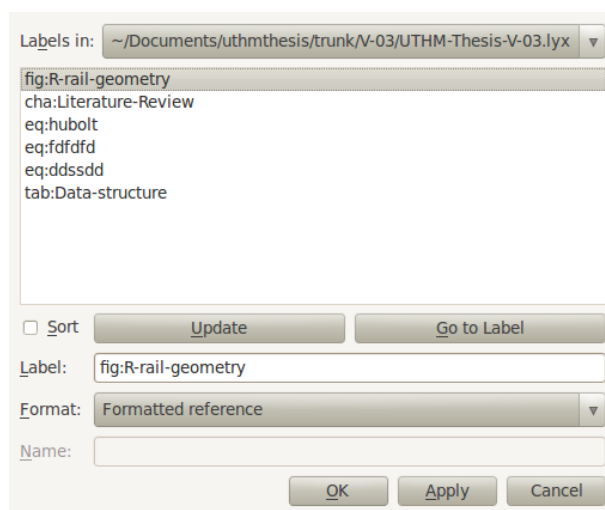 Labels in: ~/Documents/uthmthesis/trunk/V-03/UTHM-Thesis-V-03.lyx
fig:R-rail-geometry
cha:Literature-Review
eq:hubolt
eq:fdfdfd
eq:ddssdd
tab:Data-structure
Sort Update Go to Label
Label: fig:R-rail-geometry
Format: Formatted reference
Name:
OK Apply Cancel